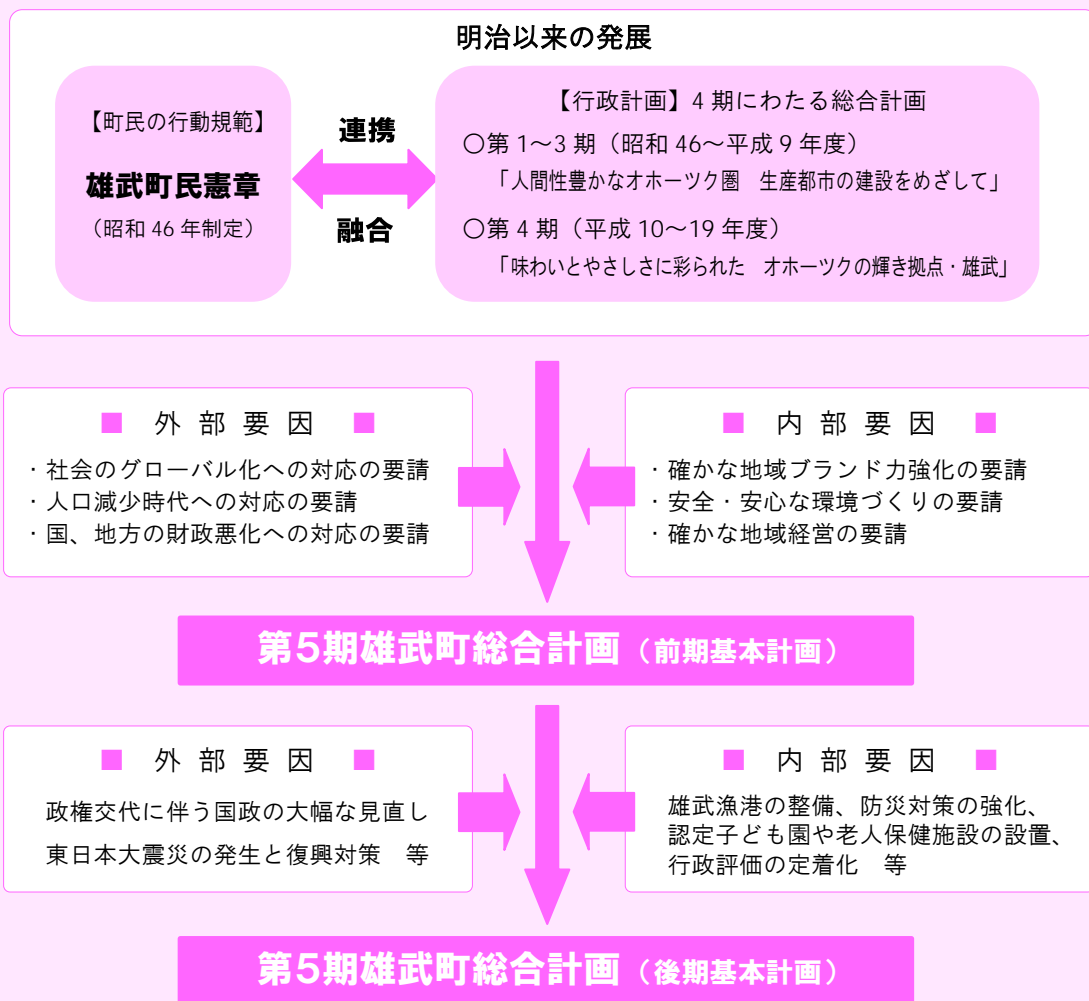 明治以来の発展
【町民の行動規範】
雄武町民憲章
（昭和 46 年制定）
連携
融合
【行政計画】4 期にわたる総合計画
〇第 1～3 期（昭和 46～平成 9 年度）
「人間性豊かなオホーツク圏　生産都市の建設をめざして」
〇第 4 期（平成 10～19 年度）
「味わいとやさしさに彩られた　オホーツクの輝き拠点・雄武」
■ 外 部 要 因 ■
・社会のグローバル化への対応の要請
・人口減少時代への対応の要請
・国、地方の財政悪化への対応の要請
■ 内 部 要 因 ■
・確かな地域ブランド力強化の要請
・安全・安心な環境づくりの要請
・確かな地域経営の要請
第5期雄武町総合計画（前期基本計画）
■ 外 部 要 因 ■
政権交代に伴う国政の大幅な見直し
東日本大震災の発生と復興対策　等
■ 内 部 要 因 ■
雄武漁港の整備、防災対策の強化、
認定子ども園や老人保健施設の設置、
行政評価の定着化　等
第5期雄武町総合計画（後期基本計画）